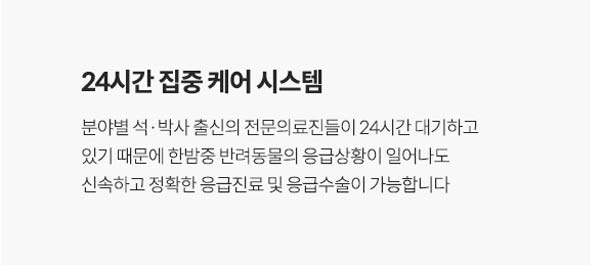 24시간 집중 케어 시스템
분야별 석·박사 출신의 전문의료진들이 24시간 대기하고
있기 때문에 한밤중 반려동물의 응급상황이 일어나도
신속하고 정확한 응급진료 및 응급수술이 가능합니다